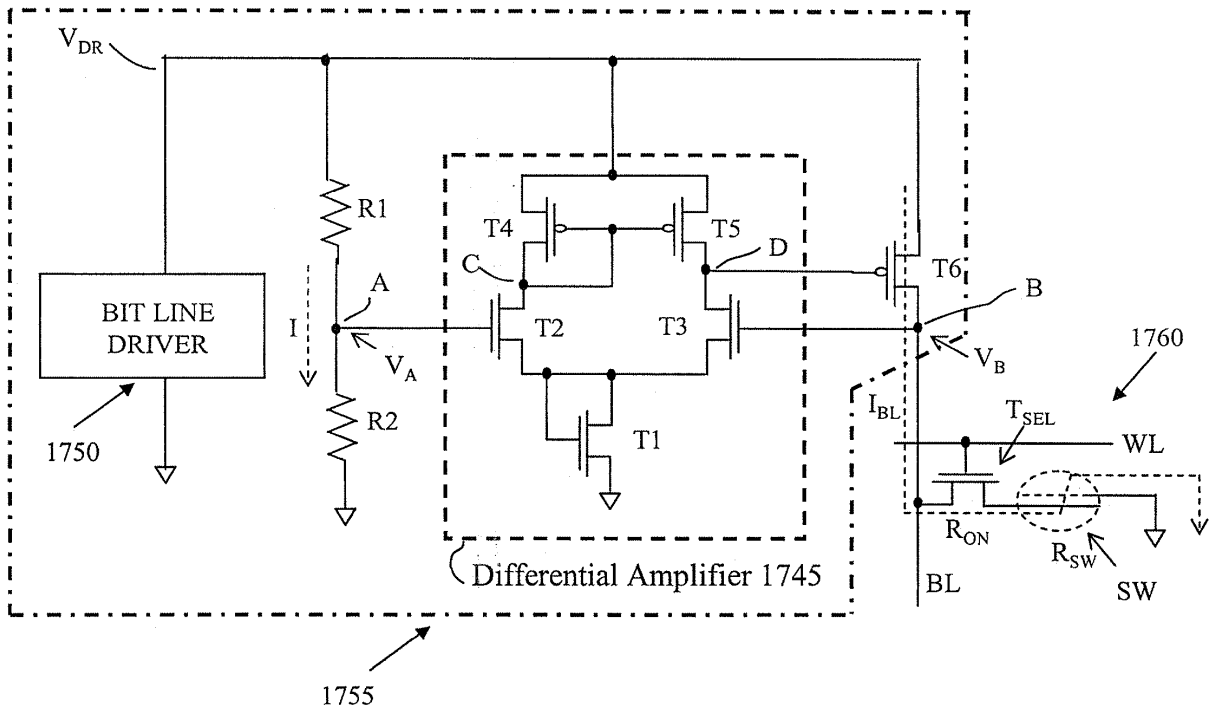 V_DR
R1
T4
T5
D
C
T6
B
A
BIT LINE
DRIVER
I
T2
T3
V_A
V_B
1760
I_BL
R2
T1
T_SEL
WL
1750
R_ON
R_SW
SW
Differential Amplifier 1745
BL
1755